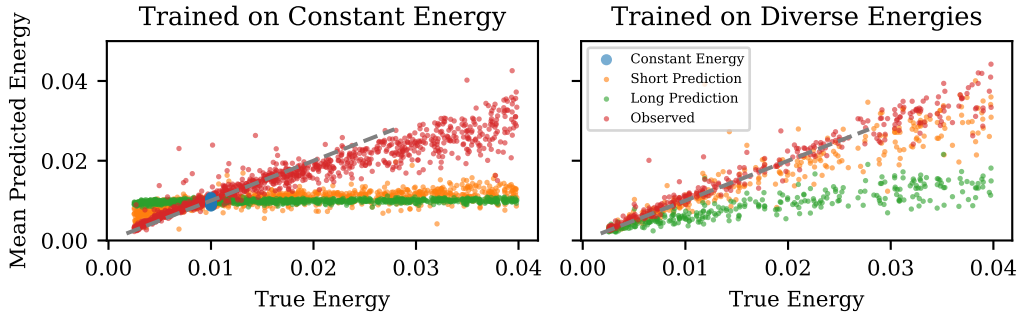 Trained on Constant Energy
Mean Predicted Energy
0.04
0.02
0.00
0.00
0.01
0.02
0.03
0.04
True Energy
Trained on Diverse Energies
Constant Energy
Short Prediction
Long Prediction
Observed
0.00
0.01
0.02
0.03
0.04
True Energy